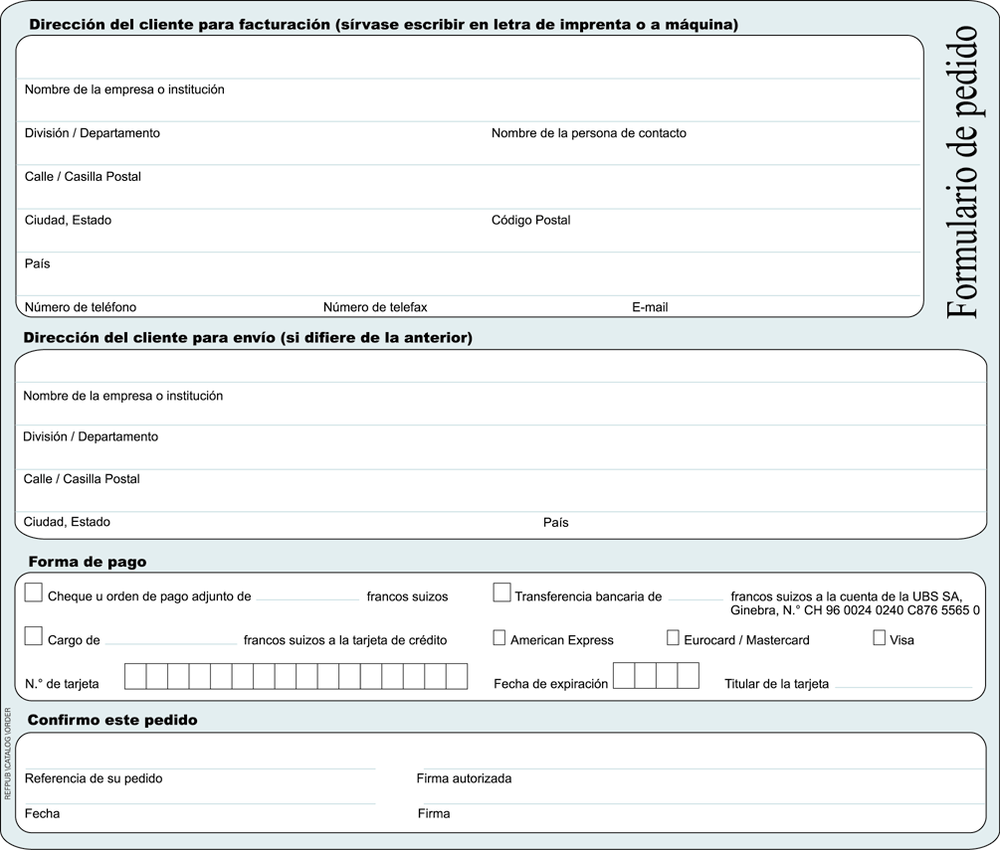 Formulario de pedido
Dirección del cliente para facturación (sírvase escribir en letra de imprenta o a máquina)
Nombre de la empresa o institución
División / Departamento Nombre de la persona de contacto
Calle / Casilla Postal
Ciudad, Estado Código Postal
País
Número de teléfono Número de telefax E-mail
Dirección del cliente para envío (si difiere de la anterior)
Nombre de la empresa o institución
División / Departamento
Calle / Casilla Postal
Ciudad, Estado País
Forma de pago
Cheque u orden de pago adjunto de francos suizos
Transferencia bancaria de francos suizos a la cuenta de la UBS SA,
Ginebra, N.° CH 96 0024 0240 C876 5565 0
Cargo de francos suizos a la tarjeta de crédito American Express Eurocard / Mastercard Visa
N.° de tarjeta Fecha de expiración Titular de la tarjeta
Confirmo este pedido
Referencia de su pedido Firma autorizada
Fecha Firma
REFPUB \CATALOG \ORDER